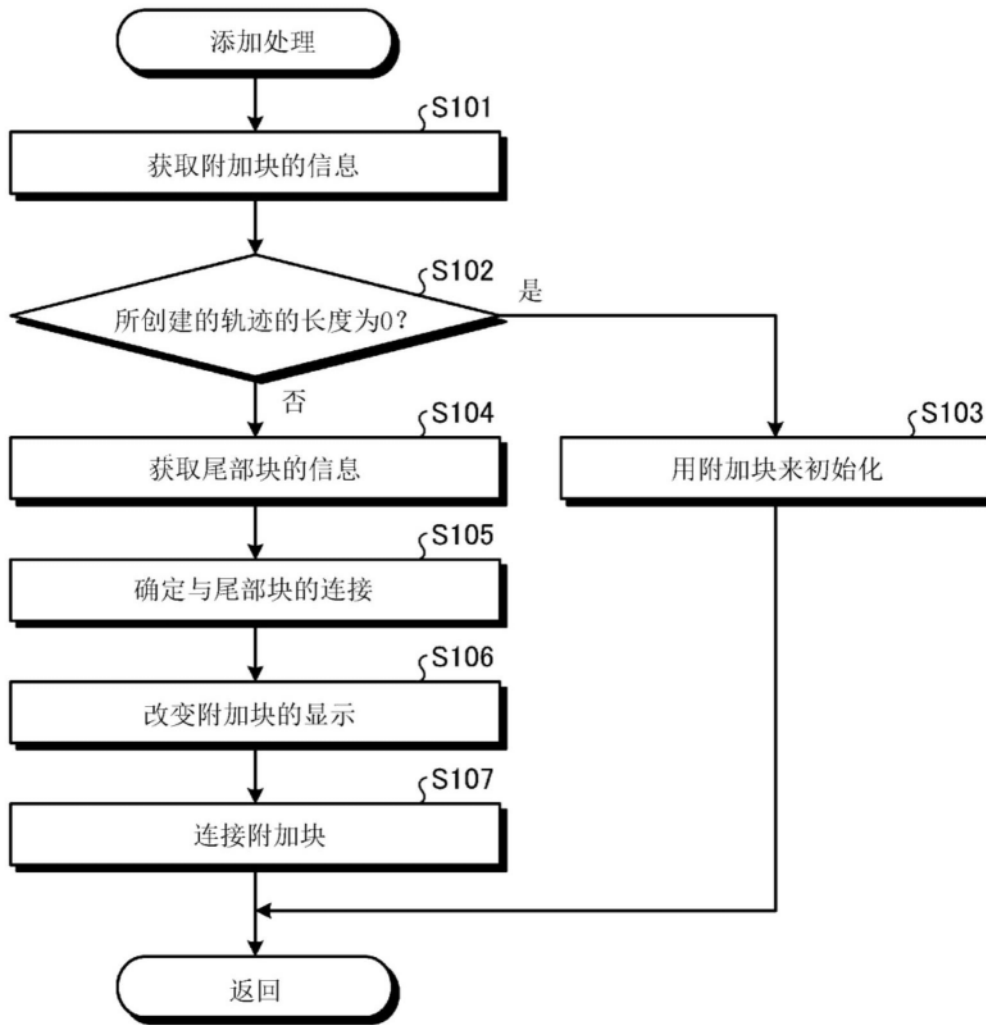 添加处理
S101
获取附加块的信息
S102
所创建的轨迹的长度为0?
是
否
S104
获取尾部块的信息
S103
用附加块来初始化
S105
确定与尾部块的连接
S106
改变附加块的显示
S107
连接附加块
返回